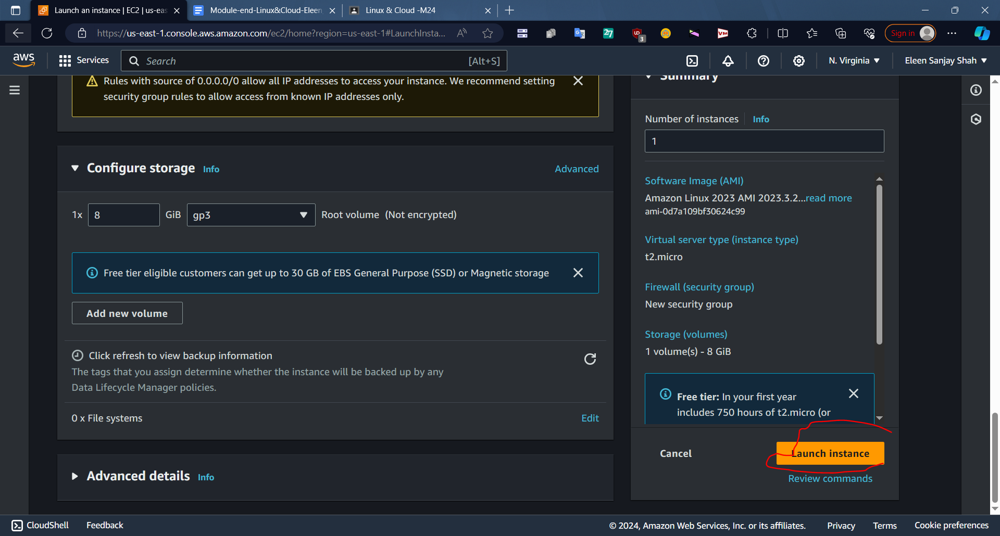 Launch an instance | EC2 | us-eas
Module-end-Linux&Cloud-Eleen
Linux & Cloud -M24
https://us-east-1.console.aws.amazon.com/ec2/home?region=us-east-1#LaunchInsta...
A
27
UD
3
VM
Sign in
aws
Services
Search
[Alt+S]
N. Virginia
Eleen Sanjay Shah
Rules with source of 0.0.0.0/0 allow all IP addresses to access your instance. We recommend setting
security group rules to allow access from known IP addresses only.
Configure storage
Info
Advanced
1x
8
GiB
gp3
Root volume (Not encrypted)
Free tier eligible customers can get up to 30 GB of EBS General Purpose (SSD) or Magnetic storage
Add new volume
Click refresh to view backup information
The tags that you assign determine whether the instance will be backed up by any
Data Lifecycle Manager policies.
0 x File systems
Edit
Advanced details
Info
Summary
Number of instances
Info
1
Software Image (AMI)
Amazon Linux 2023 AMI 2023.3.2...read more
ami-0d7a109bf30624c99
Virtual server type (instance type)
t2.micro
Firewall (security group)
New security group
Storage (volumes)
1 volume(s) - 8 GiB
Free tier: In your first year
includes 750 hours of t2.micro (or
Cancel
Launch instance
Review commands
CloudShell
Feedback
© 2024, Amazon Web Services, Inc. or its affiliates.
Privacy
Terms
Cookie preferences